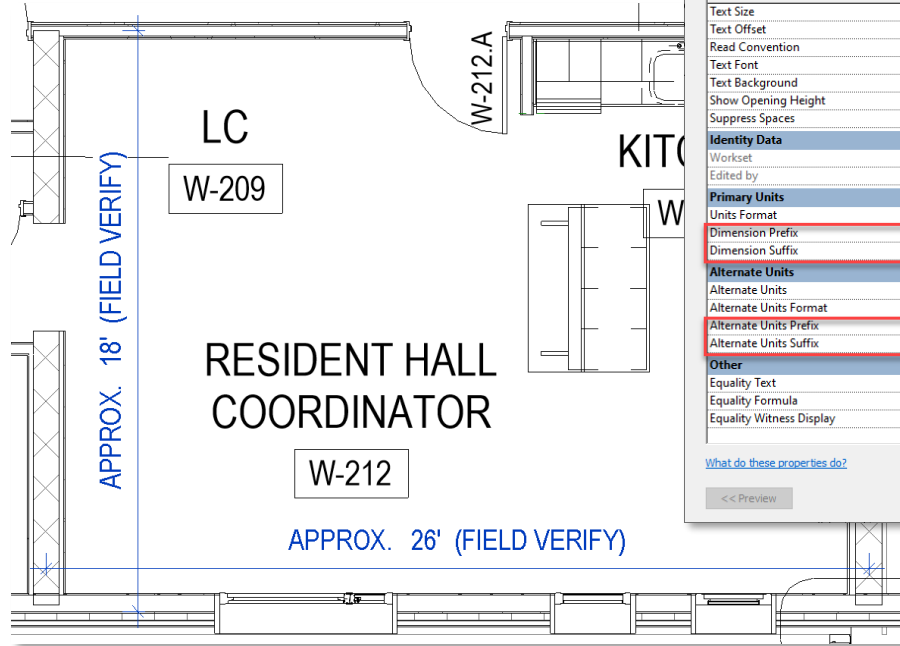 W-212.A
LC
W-209
APPROX. 18' (FIELD VERIFY)
RESIDENT HALL
COORDINATOR
W-212
APPROX. 26' (FIELD VERIFY)
Text Size
Text Offset
Read Convention
Text Font
Text Background
Show Opening Height
Suppress Spaces
Identity Data
Workset
Edited by
Primary Units
Units Format
Dimension Prefix
Dimension Suffix
Alternate Units
Alternate Units
Alternate Units Format
Alternate Units Prefix
Alternate Units Suffix
Other
Equality Text
Equality Formula
Equality Witness Display
What do these properties do?
<< Preview